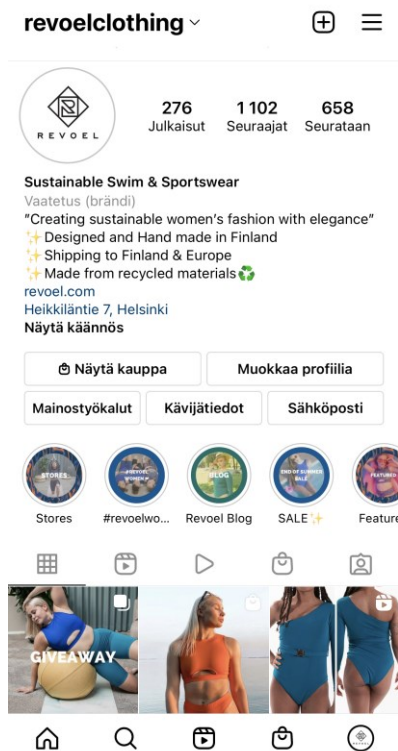 revoelclothing
REVOEL
276 1 102 658
Julkaisut Seuraajat Seurataan
Sustainable Swim & Sportswear
Vaatetus (brändi)
"Creating sustainable women's fashion with elegance"
✨Designed and Hand made in Finland
✨Shipping to Finland & Europe
✨Made from recycled materials♻️
revoel.com
Heikkiläntie 7, Helsinki
Näytä käännös
Näytä kauppa Muokkaa profiilia
Mainostyökalut Kävijätiedot Sähköposti
STORES
#REVOEL
WOMEN
BLOG
END OF SUMMER
SALE
FEATURED
Stores #revoelwo... Revoel Blog SALE✨ Feature
GIVEAWAY